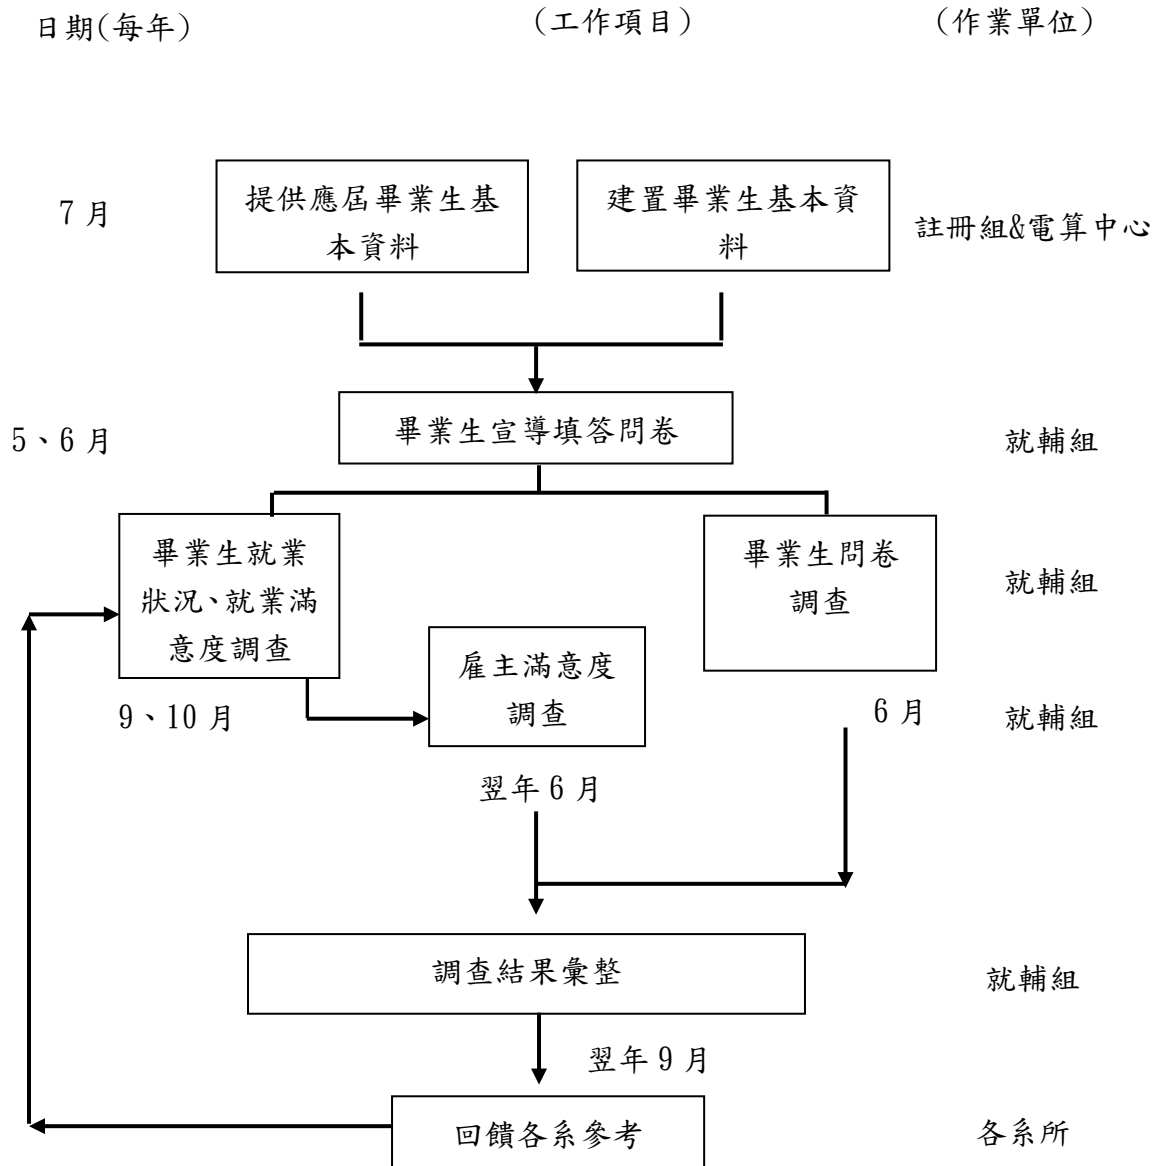 日期(每年)
(工作項目)
(作業單位)
7 月
提供應屆畢業生基
本資料
建置畢業生基本資
料
註冊組&電算中心
5、6 月
畢業生宣導填答問卷
就輔組
畢業生就業
狀況、就業滿
意度調查
畢業生問卷
調查
就輔組
9、10 月
雇主滿意度
調查
6 月
就輔組
翌年 6 月
調查結果彙整
就輔組
翌年 9 月
回饋各系參考
各系所